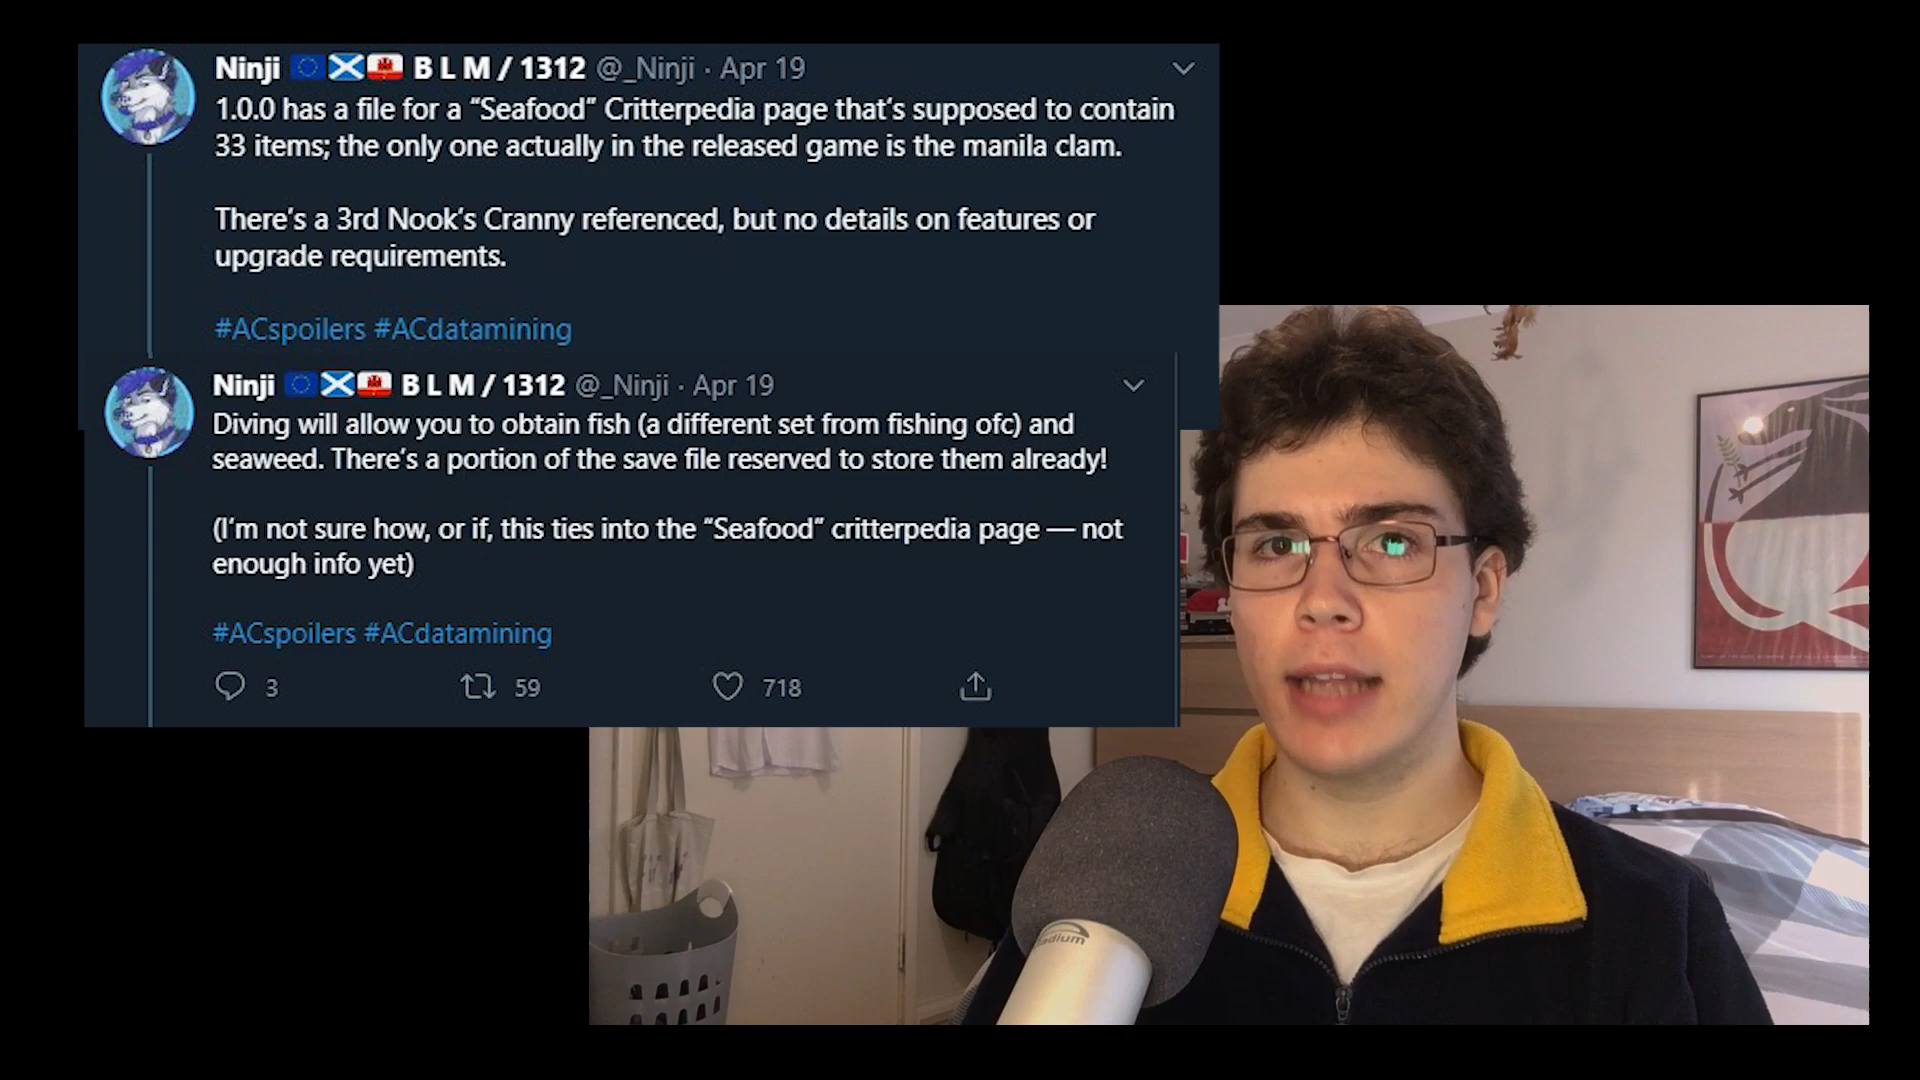 Ninji 🇪🇺🏴󠁧󠁢󠁳󠁣󠁴󠁿🇬🇮 B L M / 1312 @_Ninji · Apr 19
1.0.0 has a file for a “Seafood” Critterpedia page that’s supposed to contain
33 items; the only one actually in the released game is the manila clam.
There’s a 3rd Nook’s Cranny referenced, but no details on features or
upgrade requirements.
#ACspoilers #ACdatamining
Ninji 🇪🇺🏴󠁧󠁢󠁳󠁣󠁴󠁿🇬🇮 B L M / 1312 @_Ninji · Apr 19
Diving will allow you to obtain fish (a different set from fishing ofc) and
seaweed. There’s a portion of the save file reserved to store them already!
(I’m not sure how, or if, this ties into the “Seafood” critterpedia page — not
enough info yet)
#ACspoilers #ACdatamining
3 59 718